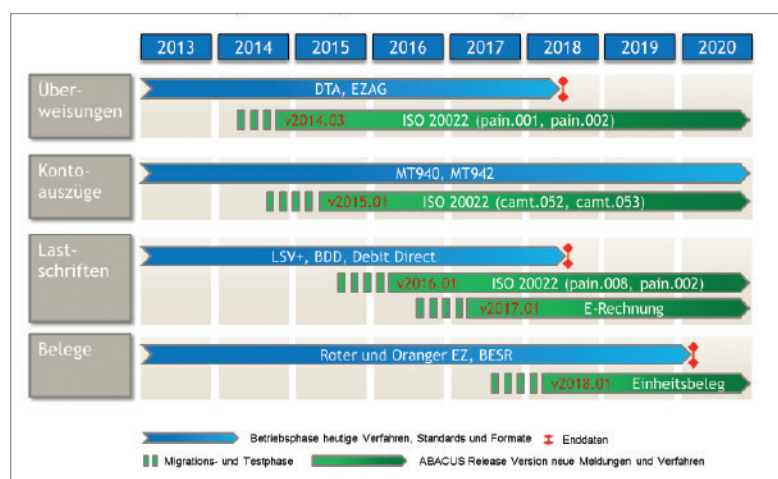 2013 2014 2015 2016 2017 2018 2019 2020
Über-
weisungen
DTA, EZAG
v2014.03 ISO 20022 (pain.001, pain.002)
Konto-
auszüge
MT940, MT942
v2015.01 ISO 20022 (camt.052, camt.053)
Last-
schriften
LSV+, BDD, Debit Direct
v2016.01 ISO 20022 (pain.008, pain.002)
v2017.01 E-Rechnung
Belege
Roter und Oranger EZ, BESR
v2018.01 Einheitsbeleg
Betriebsphase heutige Verfahren, Standards und Formate Enddaten
Migrations- und Testphase ABACUS Release Version neue Meldungen und Verfahren